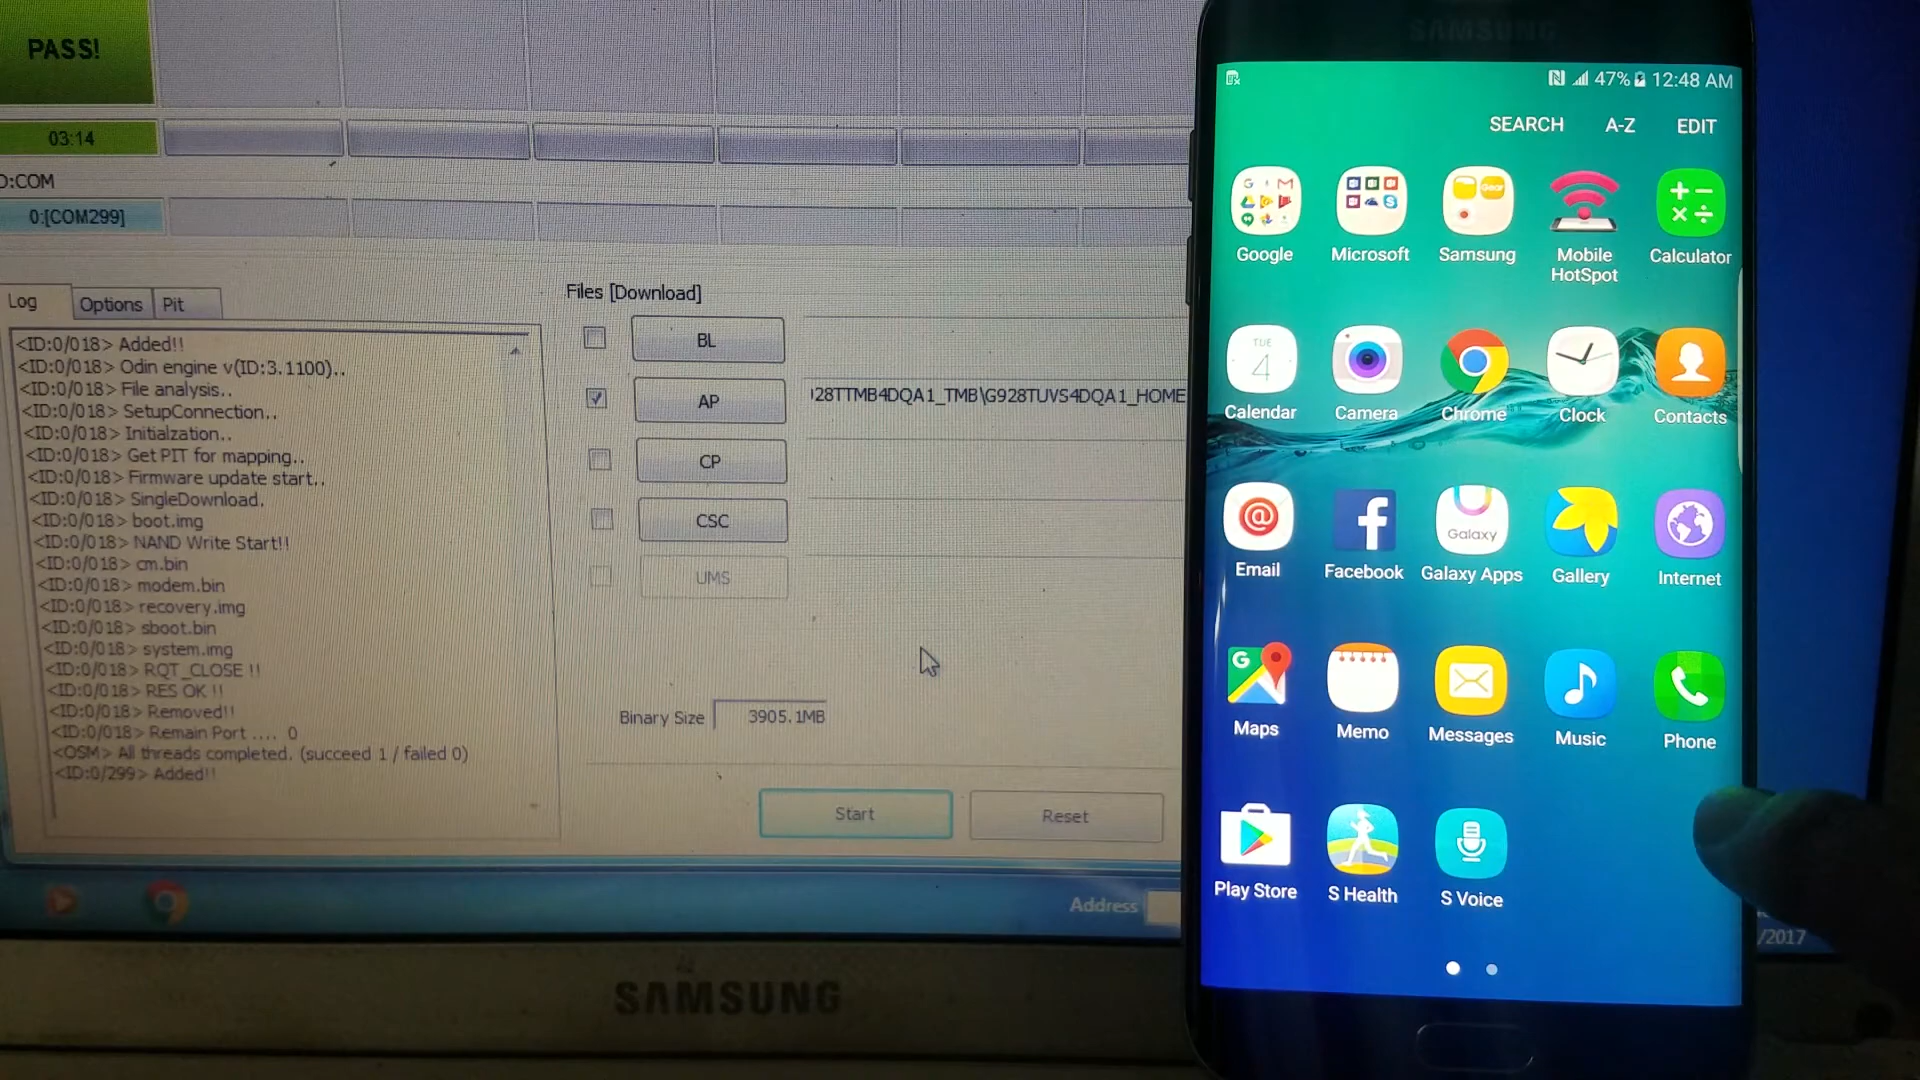 PASS!
03:14
D:COM
0:[COM299]
Log
Options
Pit
<ID:0/018> Added!!
<ID:0/018> Odin engine v(ID:3.1100)..
<ID:0/018> File analysis..
<ID:0/018> SetupConnection..
<ID:0/018> Initialzation..
<ID:0/018> Get PIT for mapping..
<ID:0/018> Firmware update start..
<ID:0/018> SingleDownload.
<ID:0/018> boot.img
<ID:0/018> NAND Write Start!!
<ID:0/018> cm.bin
<ID:0/018> modem.bin
<ID:0/018> recovery.img
<ID:0/018> sboot.bin
<ID:0/018> system.img
<ID:0/018> RQT_CLOSE !!
<ID:0/018> RES OK !!
<ID:0/018> Removed!!
<ID:0/018> Remain Port .... 0
<OSM> All threads completed. (succeed 1 / failed 0)
<ID:0/299> Added!!
Files [Download]
BL
AP
28TTMB4DQA1_TMB\G928TUVS4DQA1_HOME
CP
CSC
UMS
Binary Size
3905.1MB
Start
Reset
Address
/2017
SAMSUNG
SAMSUNG
47% 12:48 AM
SEARCH A-Z EDIT
Google
Microsoft
Gear
Samsung
Mobile
HotSpot
Calculator
TUE
4
Calendar
Camera
Chrome
Clock
Contacts
Email
Facebook
Galaxy
Galaxy Apps
Gallery
Internet
Maps
Memo
Messages
Music
Phone
Play Store
S Health
S Voice